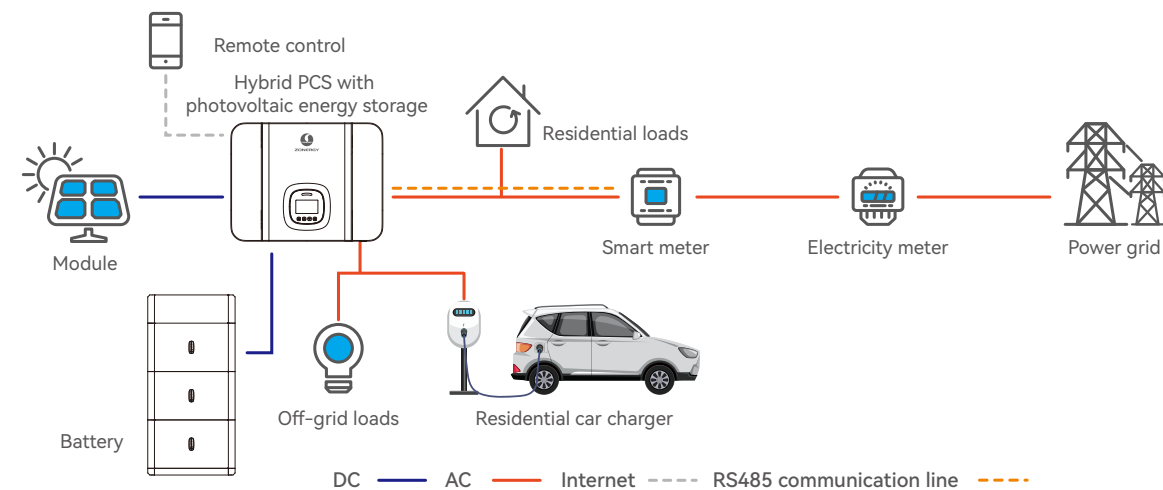 Remote control
Hybrid PCS with
photovoltaic energy storage
ZONERGY
Residential loads
Module
Smart meter
Electricity meter
Power grid
Off-grid loads
Residential car charger
Battery
DC AC Internet RS485 communication line